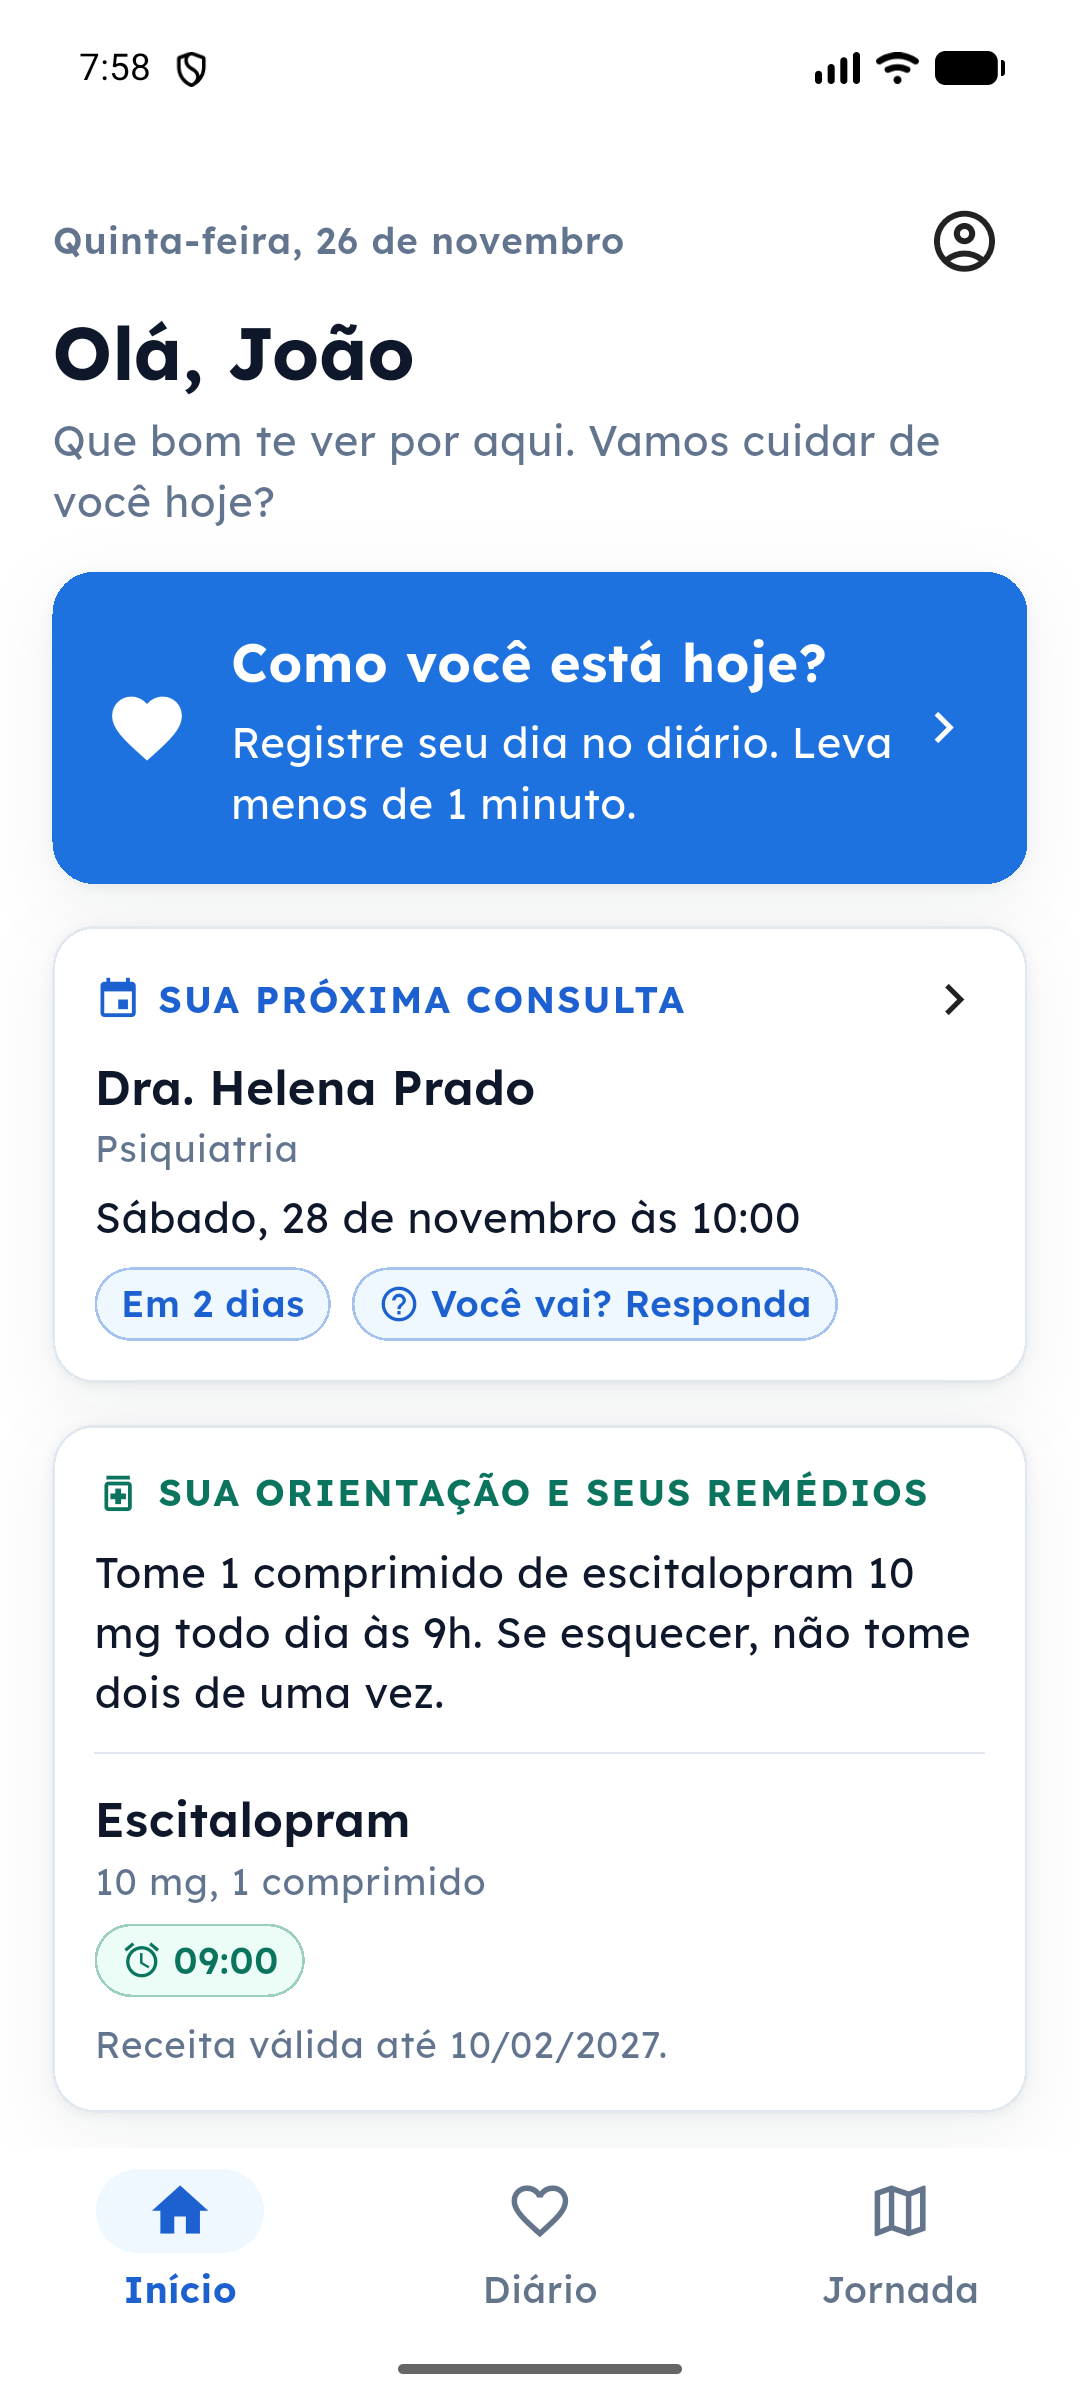 7:58
Quinta-feira, 26 de novembro
Olá, João
Que bom te ver por aqui. Vamos cuidar de
você hoje?
Como você está hoje?
Registre seu dia no diário. Leva
menos de 1 minuto.
SUA PRÓXIMA CONSULTA
Dra. Helena Prado
Psiquiatria
Sábado, 28 de novembro às 10:00
Em 2 dias
Você vai? Responda
SUA ORIENTAÇÃO E SEUS REMÉDIOS
Tome 1 comprimido de escitalopram 10
mg todo dia às 9h. Se esquecer, não tome
dois de uma vez.
Escitalopram
10 mg, 1 comprimido
09:00
Receita válida até 10/02/2027.
Início
Diário
Jornada